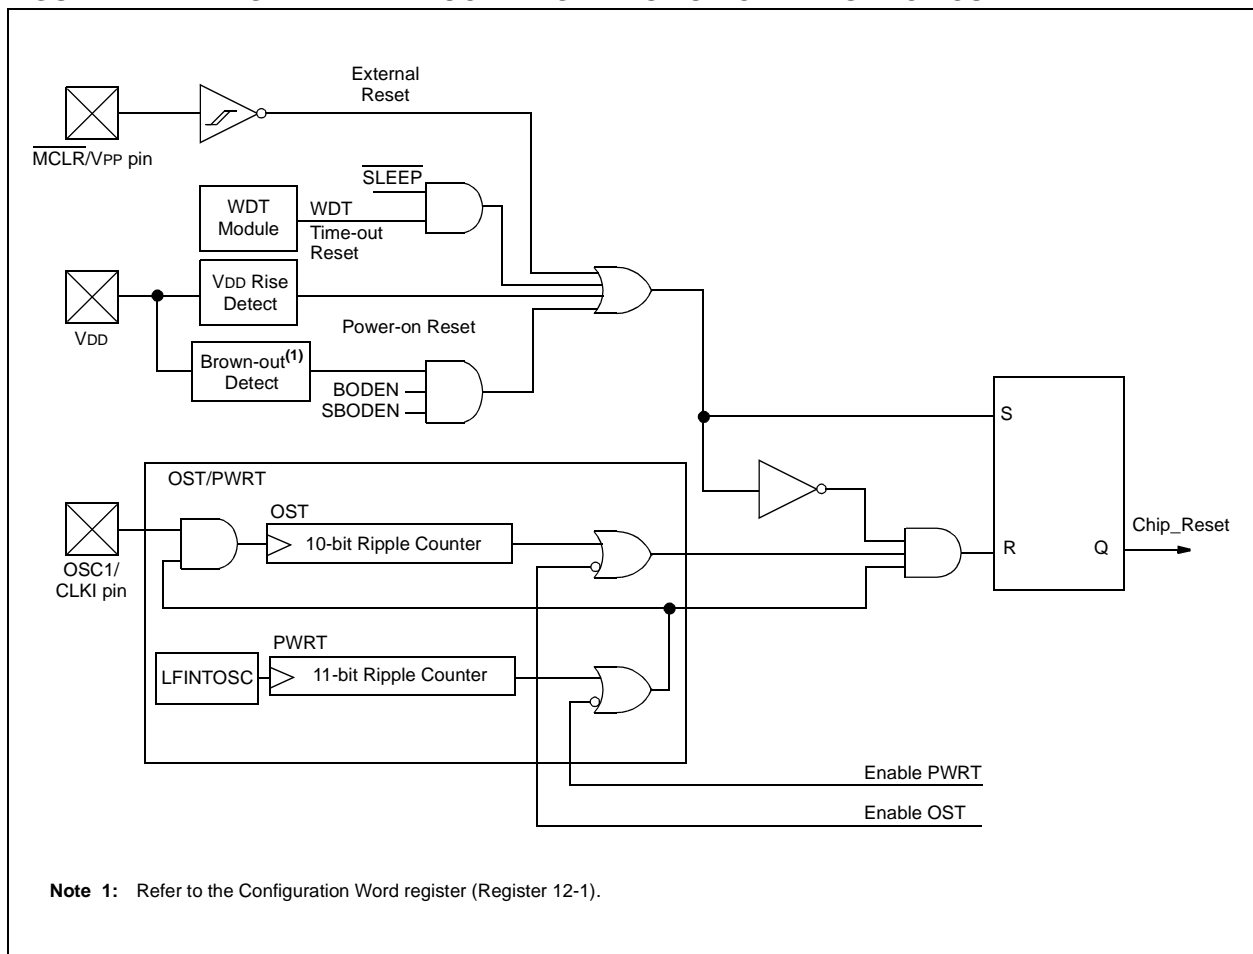 External
Reset
MCLR/VPP pin
SLEEP
WDT
Module
WDT
Time-out
Reset
VDD Rise
Detect
VDD
Power-on Reset
Brown-out(1)
Detect
BODEN
SBODEN
S
OST/PWRT
OST
10-bit Ripple Counter
OSC1/
CLKI pin
Chip_Reset
R
Q
PWRT
LFINTOSC
11-bit Ripple Counter
Enable PWRT
Enable OST
Note 1: Refer to the Configuration Word register (Register 12-1).